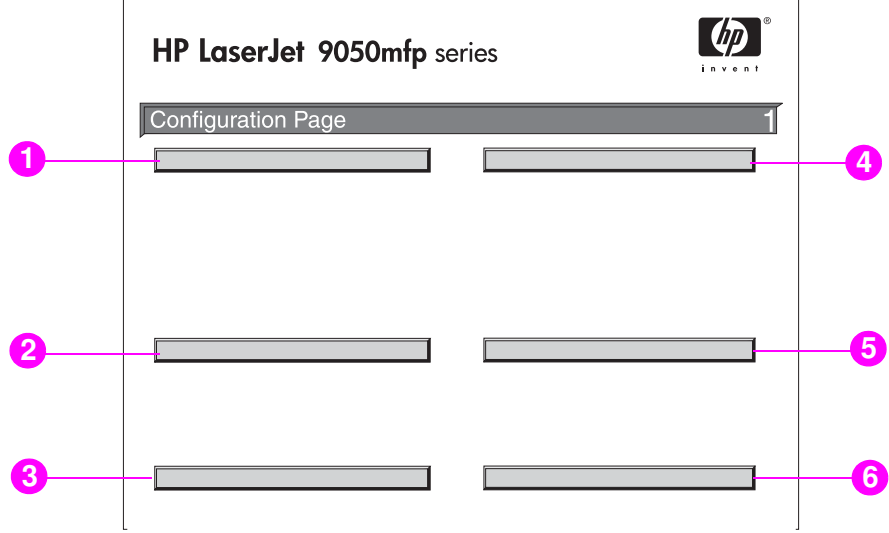 HP LaserJet 9050mfp series
hp ®
invent
Configuration Page 1
1
4
2
5
3
6